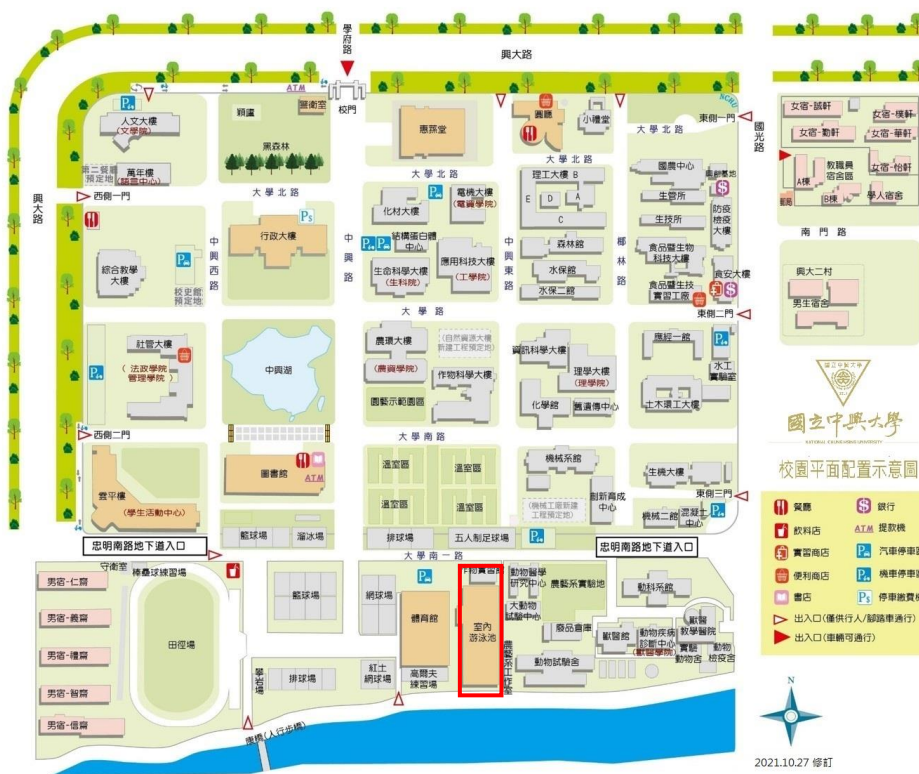 學府路
興大路
ATM
校門
警衛室
穎廬
黑森林
人文大樓
(文學院)
萬年樓
(語言中心)
第二餐廳
預定地
西側一門
大學北路
惠蓀堂
圓廳
小禮堂
大學北路
大學北路
大學北路
NCHU
東側一門
國光路
興大路
女宿-誠軒
女宿-樸軒
女宿-勤軒
女宿-華軒
女宿-怡軒
教職員
宿舍區
A棟
B棟
學人宿舍
郵局
南門路
興大二村
男生宿舍
行政大樓
中興西路
中興路
中興東路
椰林路
化材大樓
電機大樓
(電資學院)
結構蛋白體
中心
生命科學大樓
(生科院)
應用科技大樓
(工學院)
理工大樓 B
E
D
A
C
森林館
水保館
水保二館
國農中心
生管所
生技所
食品暨生物
科技大樓
食品暨生技
實習工廠
防疫
檢疫
大樓
食安大樓
東側二門
綜合教學
大樓
校史館
預定地
大學路
社管大樓
(法政學院
管理學院)
中興湖
農環大樓
(農資學院)
(自然資源大樓
新建工程預定地)
作物科學大樓
園藝示範園區
資訊科學大樓
理學大樓
(理學院)
化學館
舊遺傳中心
應經一館
水工
實驗室
土木環工大樓
西側二門
大學南路
雲平樓
(學生活動中心)
圖書館
ATM
溫室區
溫室區
溫室區
溫室區
機械系館
(機械工廠新建
工程預定地)
創新育成
中心
生機大樓
機械二館
混凝土
中心
東側三門
籃球場
溜冰場
排球場
五人制足球場
忠明南路地下道入口
大學南一路
忠明南路地下道入口
守衛室
棒壘球練習場
男宿-仁齋
男宿-義齋
男宿-禮齋
男宿-智齋
男宿-信齋
田徑場
籃球場
網球場
體育館
室內
游泳池
作物實習館
動物醫學
研究中心
大動物
試驗中心
農藝系實驗地
農藝系工作室
廢品倉庫
動物試驗舍
動科系館
獸醫館
動物疾病
診斷中心
(獸醫學院)
獸醫
教學醫院
實驗
動物舍
動物
檢疫舍
攀岩場
排球場
紅土
網球場
高爾夫
練習場
康橋(人行步橋)
國立中興大學
NATIONAL CHUNG HSING UNIVERSITY
校園平面配置示意圖
餐廳
銀行
飲料店
ATM 提款機
實習商店
便利商店
書店
出入口(僅供行人/腳踏車通行)
出入口(車輛可通行)
N
2021.10.27 修訂